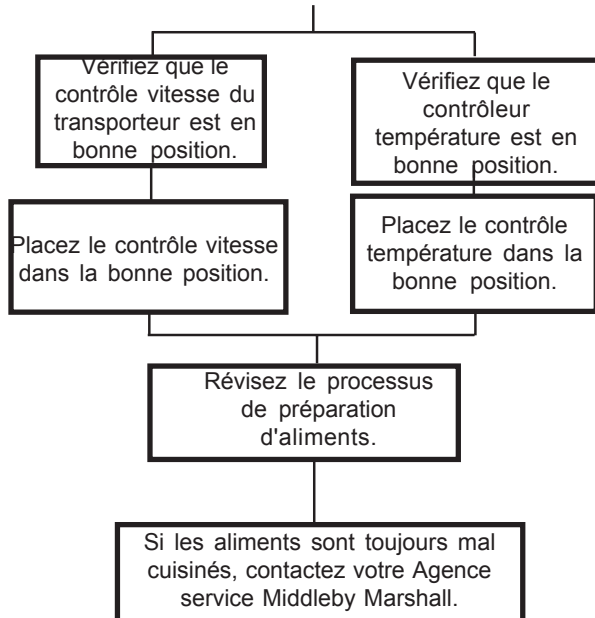 Vérifiez que le
contrôle vitesse du
transporteur est en
bonne position.
Vérifiez que le
contrôleur
température est en
bonne position.
Placez le contrôle vitesse
dans la bonne position.
Placez le contrôle
température dans la
bonne position.
Révisez le processus
de préparation
d'aliments.
Si les aliments sont toujours mal
cuisinés, contactez votre Agence
service Middleby Marshall.